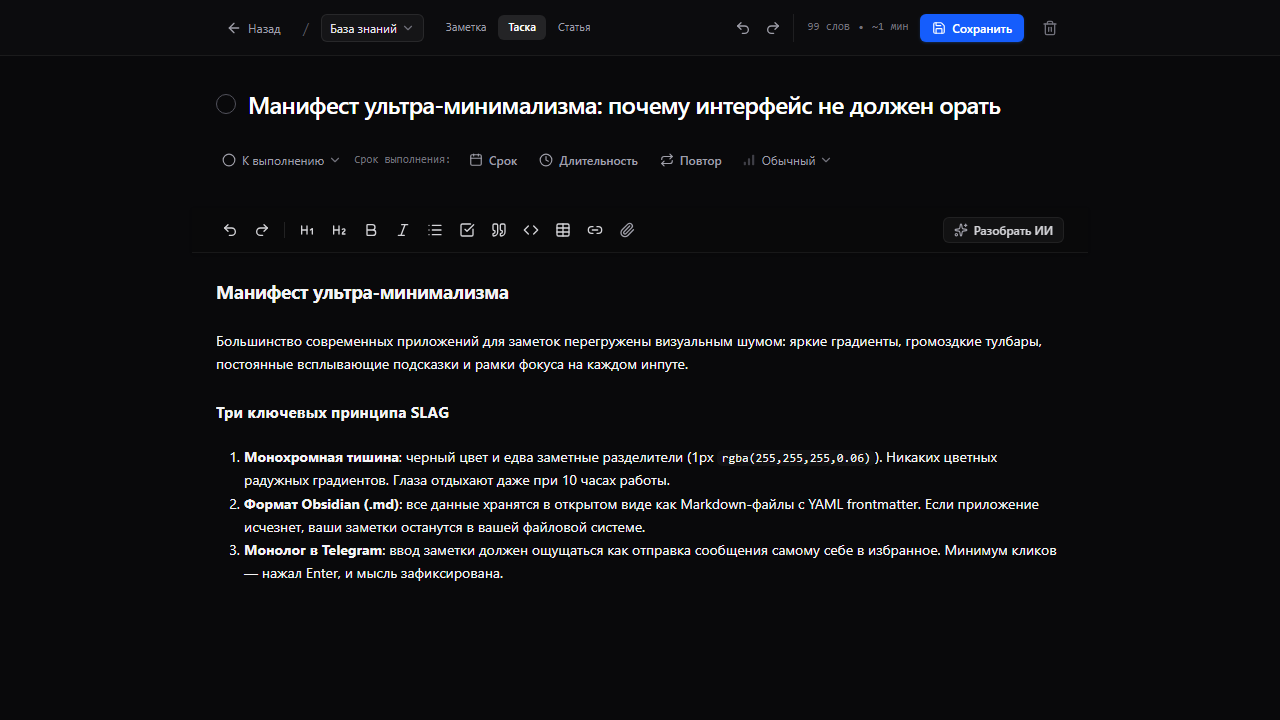 Назад / База знаний Заметка Таска Статья 99 слов • ~1 мин Сохранить
Манифест ультра-минимализма: почему интерфейс не должен орать
К выполнению Срок выполнения: Срок Длительность Повтор Обычный
H1 H2 B I Разобрать ИИ
Манифест ультра-минимализма
Большинство современных приложений для заметок перегружены визуальным шумом: яркие градиенты, громоздкие тулбары,
постоянные всплывающие подсказки и рамки фокуса на каждом инпуте.
Три ключевых принципа SLAG
1. Монохромная тишина: черный цвет и едва заметные разделители (1px rgba(255,255,255,0.06) ). Никаких цветных
радужных градиентов. Глаза отдыхают даже при 10 часах работы.
2. Формат Obsidian (.md): все данные хранятся в открытом виде как Markdown-файлы с YAML frontmatter. Если приложение
исчезнет, ваши заметки останутся в вашей файловой системе.
3. Монолог в Telegram: ввод заметки должен ощущаться как отправка сообщения самому себе в избранное. Минимум кликов
— нажал Enter, и мысль зафиксирована.